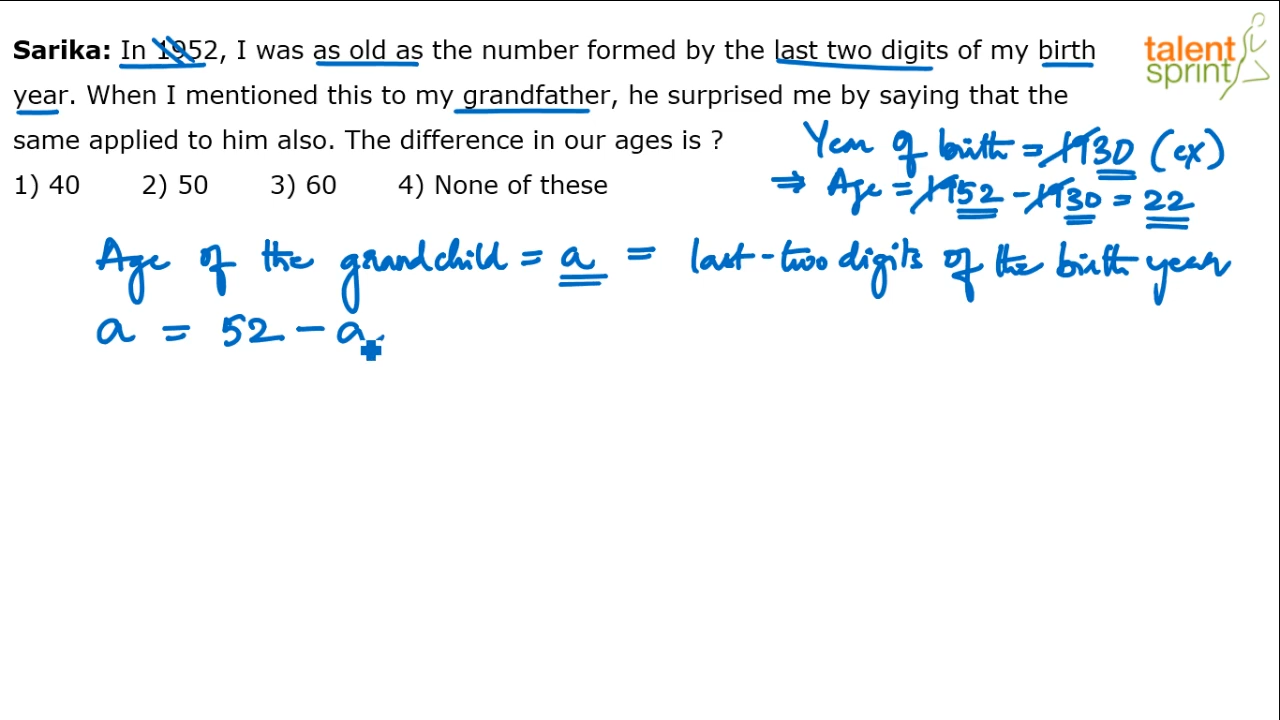 Sarika: In 1952, I was as old as the number formed by the last two digits of my birth
year. When I mentioned this to my grandfather, he surprised me by saying that the
same applied to him also. The difference in our ages is ?
1) 40 2) 50 3) 60 4) None of these
talent
sprint
Year of birth = 1930 (ex)
⇒ Age = 1952 - 1930 = 22
Age of the grandchild = a = last-two digits of the birth year
a = 52 - a